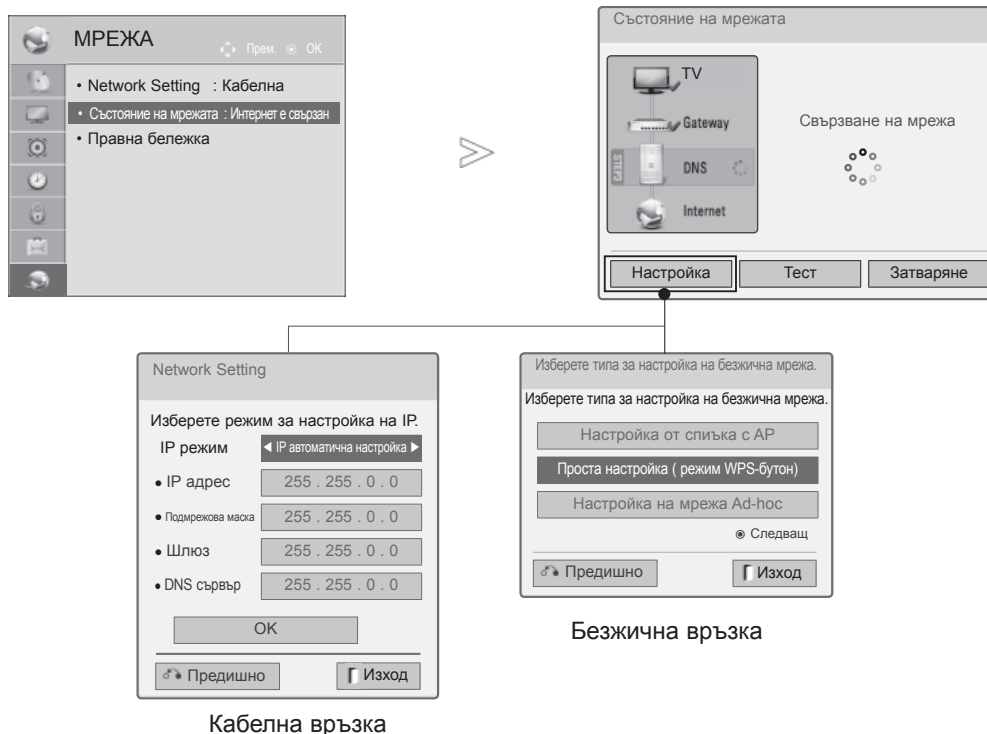 МРЕЖА
Прем. OK
• Network Setting : Кабелна
• Състояние на мрежата : Интернет е свързан
• Правна бележка
Състояние на мрежата
TV
Gateway
STEP3
DNS
Internet
Свързване на мрежа
Настройка
Тест
Затваряне
Network Setting
Изберете режим за настройка на IP.
IP режим ◀ IP автоматична настройка ▶
• IP адрес 255 . 255 . 0 . 0
• Подмрежова маска 255 . 255 . 0 . 0
• Шлюз 255 . 255 . 0 . 0
• DNS сървър 255 . 255 . 0 . 0
OK
Предишно
Изход
Кабелна връзка
Изберете типа за настройка на безжична мрежа.
Изберете типа за настройка на безжична мрежа.
Настройка от спиъка с AP
Проста настройка ( режим WPS-бутон)
Настройка на мрежа Ad-hoc
Следващ
Предишно
Изход
Безжична връзка